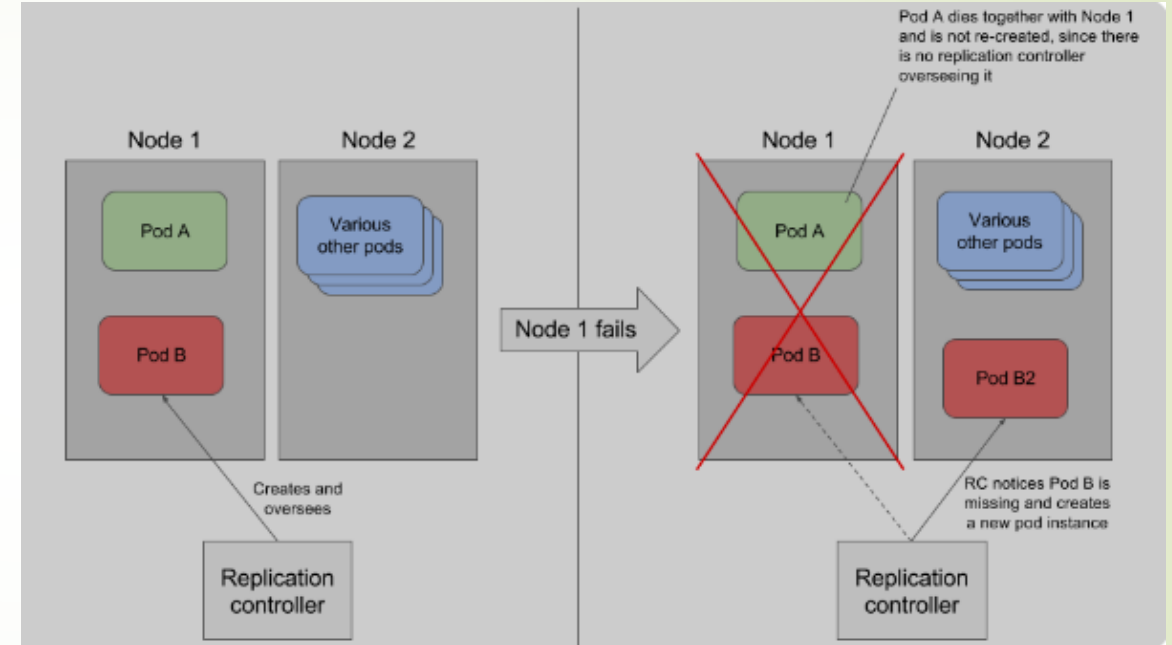 Pod A dies together with Node 1
and is not re-created, since there
is no replication controller
overseeing it
Node 1
Node 2
Pod A
Various
other pods
Pod B
Creates and
oversees
Replication
controller
Node 1 fails
Node 1
Node 2
Pod A
Various
other pods
Pod B
Pod B2
RC notices Pod B is
missing and creates
a new pod instance
Replication
controller